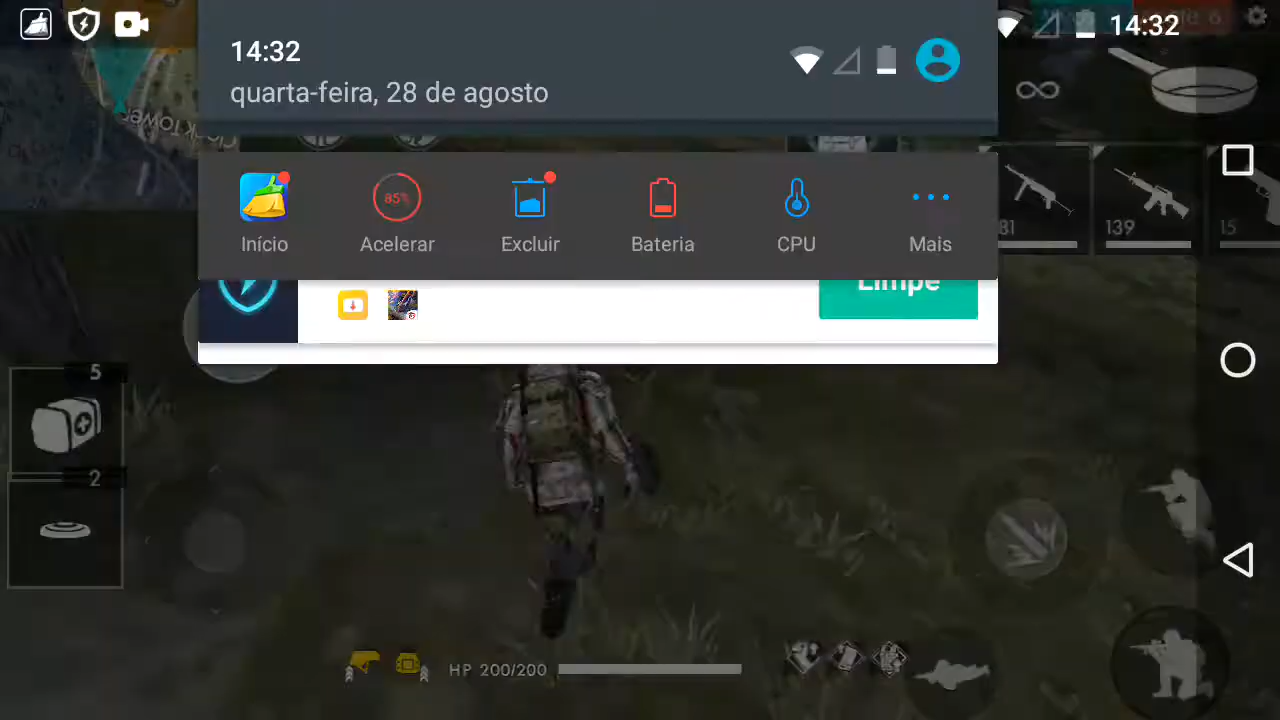 14:32
14:32
quarta-feira, 28 de agosto
∞
85%
Início
Acelerar
Excluir
Bateria
CPU
Mais
81
139
15
Limpe
5
2
HP 200/200